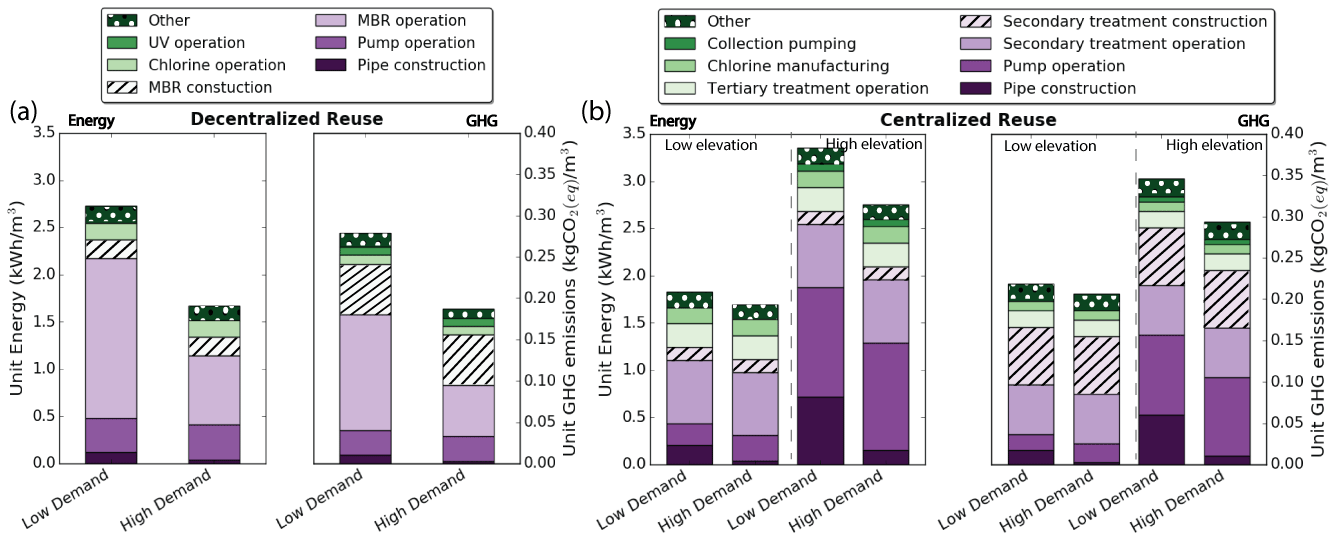 Other
UV operation
Chlorine operation
MBR constuction
MBR operation
Pump operation
Pipe construction
(a)
Energy
Decentralized Reuse
GHG
Unit Energy (kWh/m³)
3.5
3.0
2.5
2.0
1.5
1.0
0.5
0.0
Low Demand
High Demand
Low Demand
High Demand
0.40
0.35
0.30
0.25
0.20
0.15
0.10
0.05
0.00
Unit GHG emissions (kgCO₂(eq)/m³)
Other
Collection pumping
Chlorine manufacturing
Tertiary treatment operation
Secondary treatment construction
Secondary treatment operation
Pump operation
Pipe construction
(b)
Energy
Centralized Reuse
GHG
Low elevation
High elevation
Low elevation
High elevation
Unit Energy (kWh/m³)
3.5
3.0
2.5
2.0
1.5
1.0
0.5
0.0
Low Demand
High Demand
Low Demand
High Demand
Low Demand
High Demand
Low Demand
High Demand
0.40
0.35
0.30
0.25
0.20
0.15
0.10
0.05
0.00
Unit GHG emissions (kgCO₂(eq)/m³)